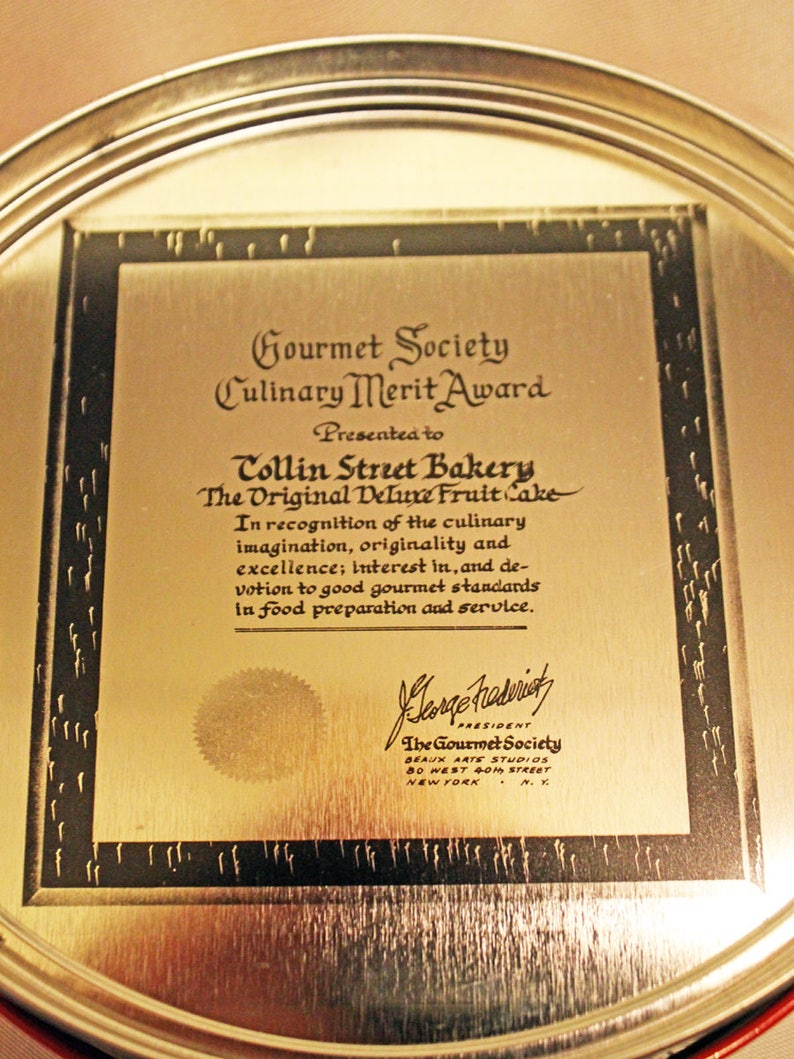 Gourmet Society
Culinary Merit Award
Presented to
Collin Street Bakery
The Original DeLuxe Fruit Cake
In recognition of the culinary
imagination, originality and
excellence; interest in, and de-
votion to good gourmet standards
in food preparation and service.
J. George Frederick
PRESIDENT
The Gourmet Society
BEAUX ARTS STUDIOS
80 WEST 40th STREET
NEW YORK · N. Y.